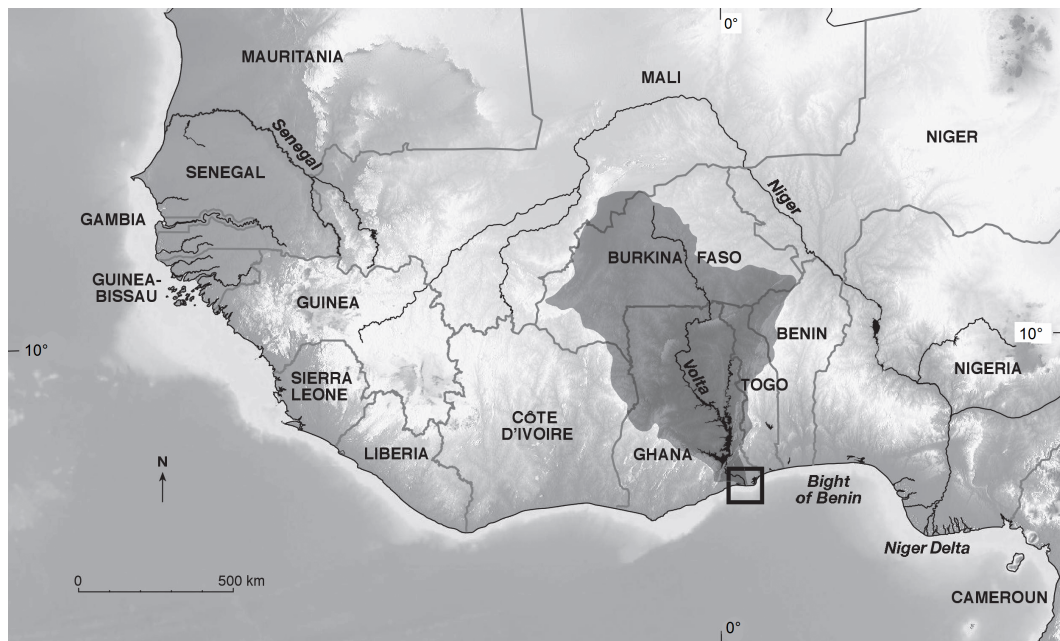 0°
MAURITANIA
MALI
Senegal
NIGER
SENEGAL
Niger
GAMBIA
BURKINA FASO
GUINEA-
BISSAU
GUINEA
10°
BENIN
10°
NIGERIA
SIERRA
LEONE
Volta
TOGO
CÔTE
D'IVOIRE
LIBERIA
GHANA
N
Bight
of Benin
Niger Delta
0
500 km
CAMEROUN
0°